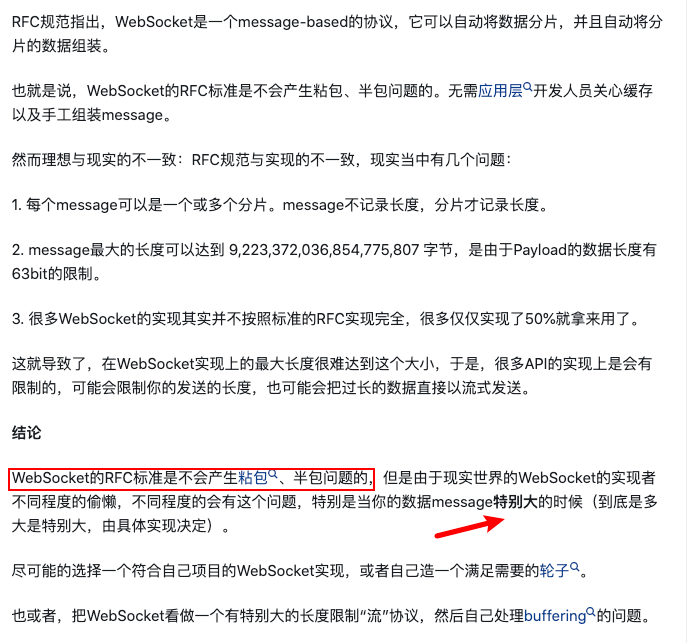 RFC规范指出，WebSocket是一个message-based的协议，它可以自动将数据分片，并且自动将分
片的数据组装。
也就是说，WebSocket的RFC标准是不会产生粘包、半包问题的。无需应用层开发人员关心缓存
以及手工组装message。
然而理想与现实的不一致：RFC规范与实现的不一致，现实当中有几个问题：
1. 每个message可以是一个或多个分片。message不记录长度，分片才记录长度。
2. message最大的长度可以达到 9,223,372,036,854,775,807 字节，是由于Payload的数据长度有
63bit的限制。
3. 很多WebSocket的实现其实并不按照标准的RFC实现完全，很多仅仅实现了50%就拿来用了。
这就导致了，在WebSocket实现上的最大长度很难达到这个大小，于是，很多API的实现上是会有
限制的，可能会限制你的发送的长度，也可能会把过长的数据直接以流式发送。
结论
WebSocket的RFC标准是不会产生粘包、半包问题的，但是由于现实世界的WebSocket的实现者
不同程度的偷懒，不同程度的会有这个问题，特别是当你的数据message特别大的时候（到底是多
大是特别大，由具体实现决定）。
尽可能的选择一个符合自己项目的WebSocket实现，或者自己造一个满足需要的轮子。
也或者，把WebSocket看做一个有特别大的长度限制“流”协议，然后自己处理buffering的问题。